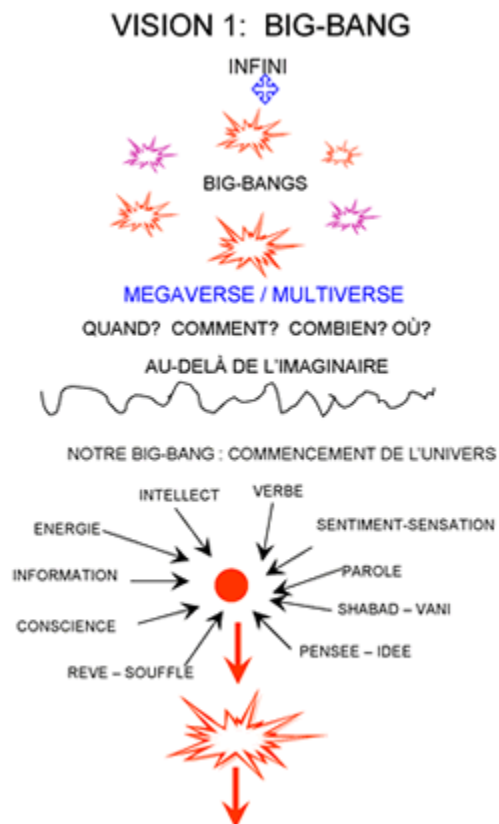 VISION 1: BIG-BANG
INFINI
BIG-BANGS
MEGAVERSE / MULTIVERSE
QUAND? COMMENT? COMBIEN? OÙ?
AU-DELÀ DE L'IMAGINAIRE
NOTRE BIG-BANG : COMMENCEMENT DE L'UNIVERS
INTELLECT
VERBE
ENERGIE
SENTIMENT-SENSATION
INFORMATION
PAROLE
SHABAD – VANI
CONSCIENCE
PENSEE – IDEE
REVE – SOUFFLE